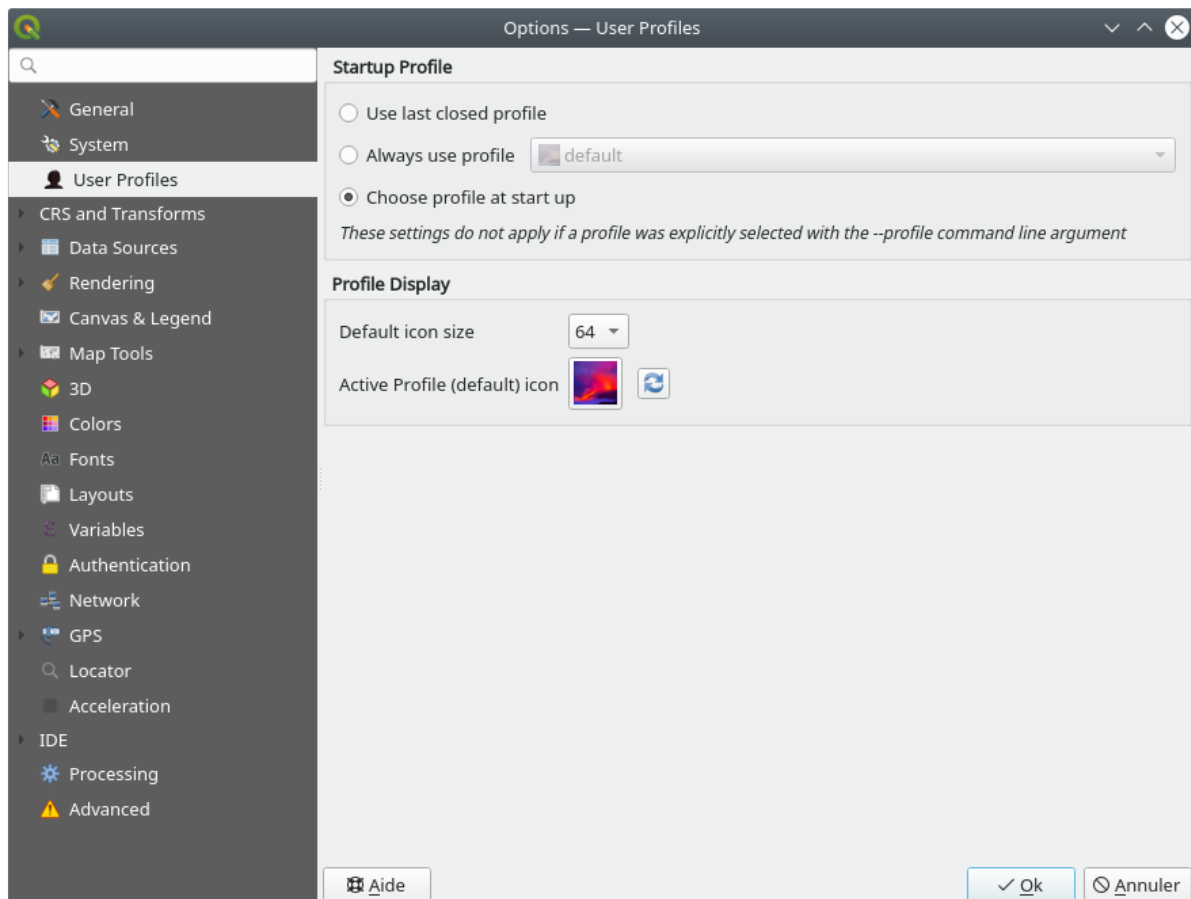 Options — User Profiles
General
System
User Profiles
CRS and Transforms
Data Sources
Rendering
Canvas & Legend
Map Tools
3D
Colors
Aa Fonts
Layouts
ε Variables
Authentication
Network
GPS
Locator
Acceleration
IDE
Processing
Advanced
Startup Profile
Use last closed profile
Always use profile default
Choose profile at start up
These settings do not apply if a profile was explicitly selected with the --profile command line argument
Profile Display
Default icon size 64
Active Profile (default) icon
Aide
Ok
Annuler